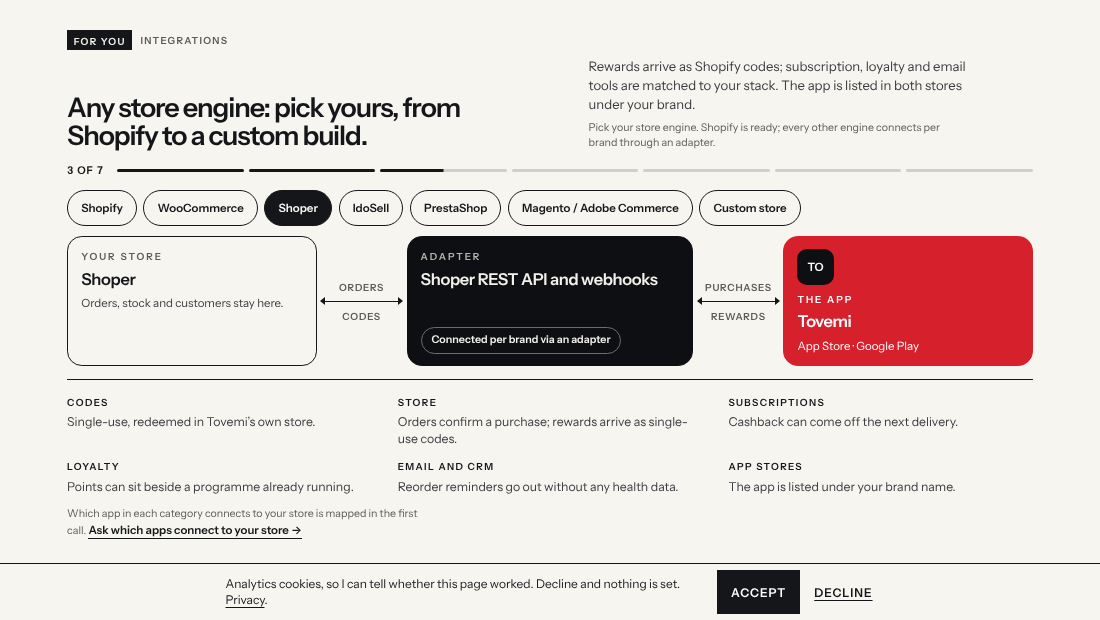 FOR YOU INTEGRATIONS
Any store engine: pick yours, from
Shopify to a custom build.
Rewards arrive as Shopify codes; subscription, loyalty and email
tools are matched to your stack. The app is listed in both stores
under your brand.
Pick your store engine. Shopify is ready; every other engine connects per
brand through an adapter.
3 OF 7
Shopify WooCommerce Shoper IdoSell PrestaShop Magento / Adobe Commerce Custom store
YOUR STORE
Shoper
Orders, stock and customers stay here.
ORDERS
CODES
ADAPTER
Shoper REST API and webhooks
Connected per brand via an adapter
PURCHASES
REWARDS
TO
THE APP
Tovemi
App Store · Google Play
CODES
Single-use, redeemed in Tovemi's own store.
STORE
Orders confirm a purchase; rewards arrive as single-
use codes.
SUBSCRIPTIONS
Cashback can come off the next delivery.
LOYALTY
Points can sit beside a programme already running.
EMAIL AND CRM
Reorder reminders go out without any health data.
APP STORES
The app is listed under your brand name.
Which app in each category connects to your store is mapped in the first
call. Ask which apps connect to your store →
Analytics cookies, so I can tell whether this page worked. Decline and nothing is set.
Privacy.
ACCEPT DECLINE